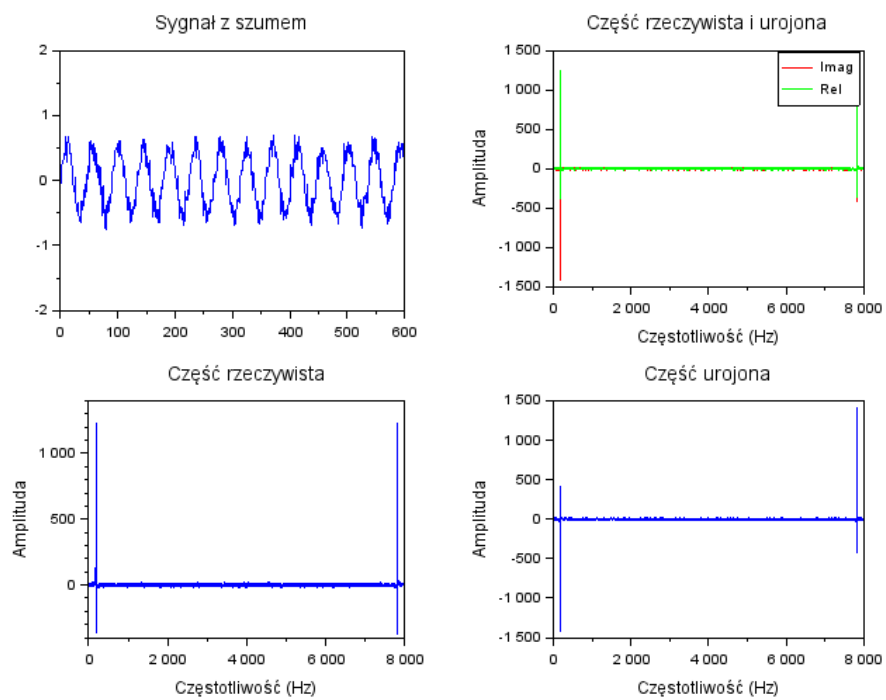 Sygnał z szumem
2
1
0
-1
-2
0 100 200 300 400 500 600
Część rzeczywista i urojona
1 500
1 000
500
0
-500
-1 000
-1 500
Amplituda
Imag
Rel
0 2 000 4 000 6 000 8 000
Częstotliwość (Hz)
Część rzeczywista
1 000
500
0
Amplituda
0 2 000 4 000 6 000 8 000
Częstotliwość (Hz)
Część urojona
1 500
1 000
500
0
-500
-1 000
-1 500
Amplituda
0 2 000 4 000 6 000 8 000
Częstotliwość (Hz)